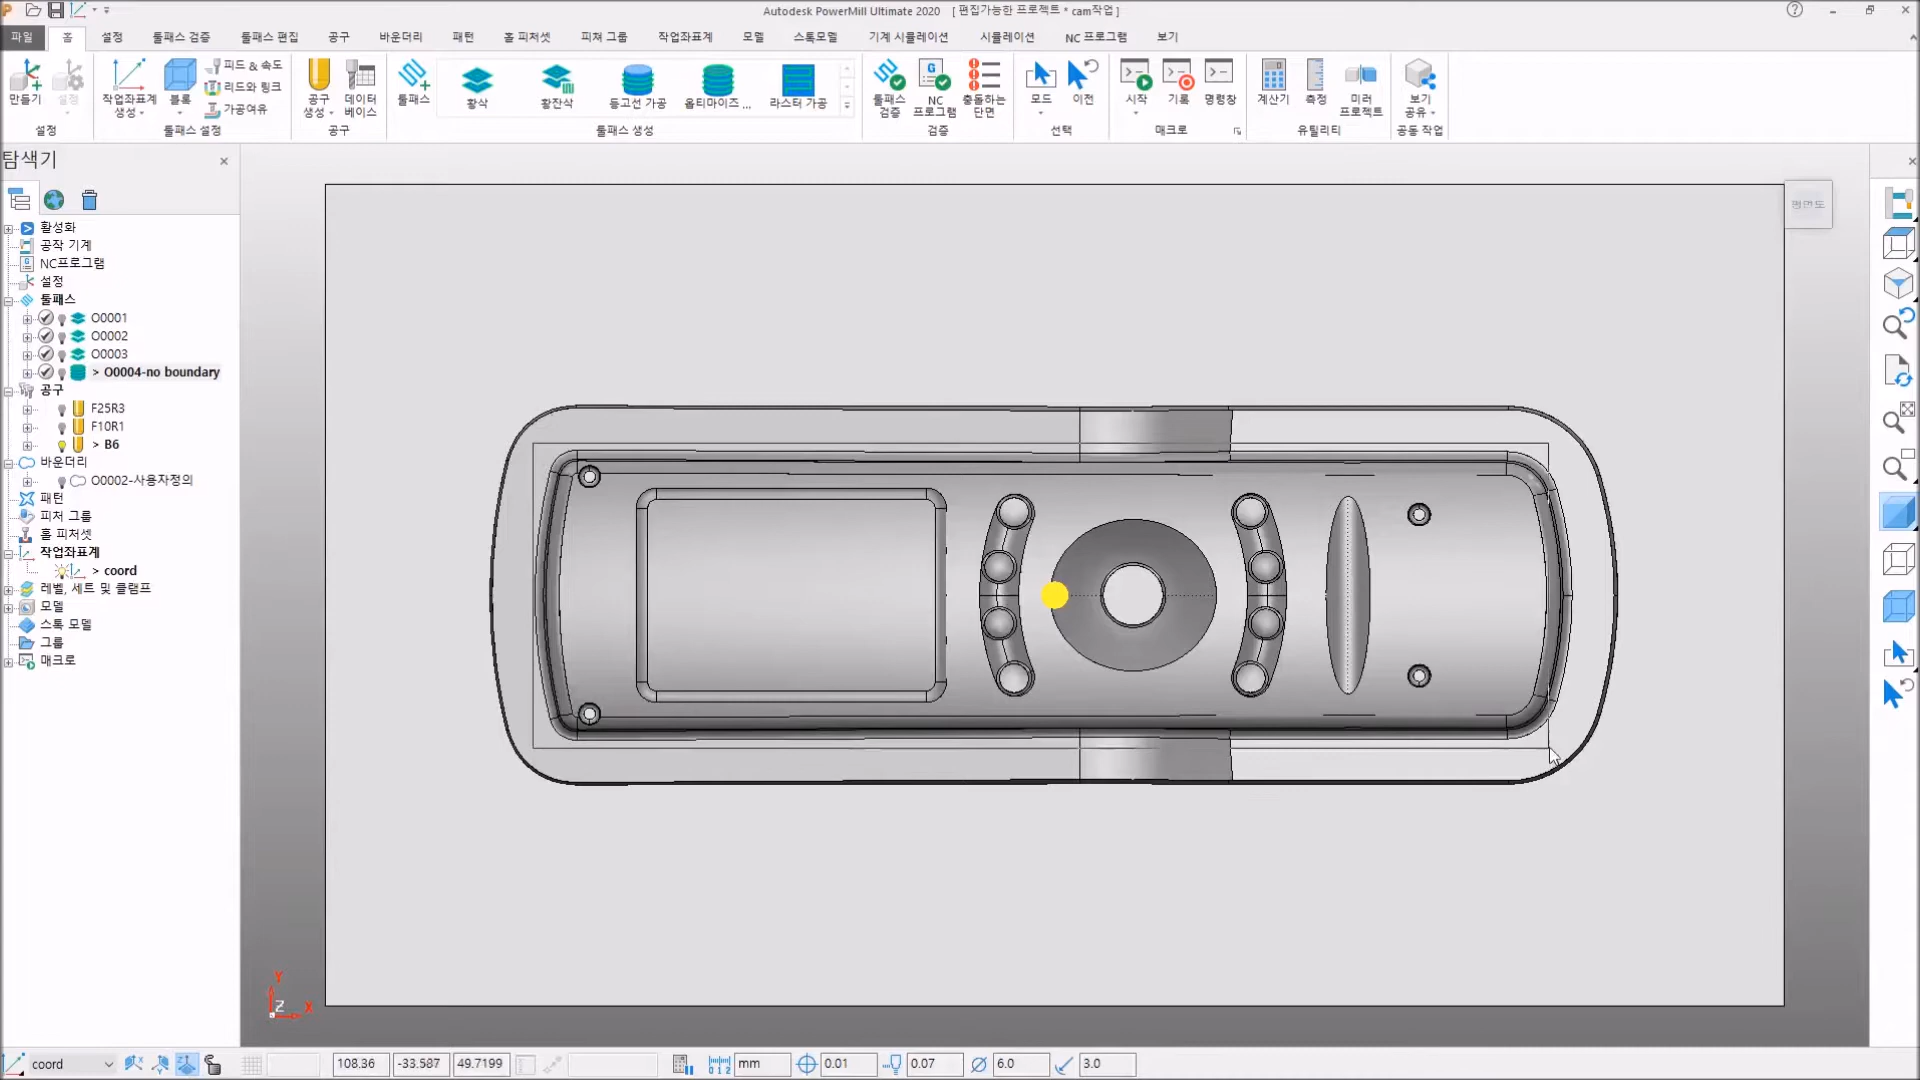 Autodesk PowerMill Ultimate 2020 [ 편집가능한 프로젝트 * cam작업 ]
파일 홈 설정 툴패스 검증 툴패스 편집 공구 바운더리 패턴 홀 피처셋 피쳐 그룹 작업좌표계 모델 스톡모델 기계 시뮬레이션 시뮬레이션 NC 프로그램 보기
만들기 설정 작업좌표계 생성 블록 피드 & 속도 공구 생성 데이터 베이스 툴패스 황삭 황잔삭 등고선 가공 옵티마이즈 ... 라스터 가공 툴패스 검증 NC 프로그램 충돌하는 단면 모드 이전 시작 기록 명령창 계산기 측정 미러 프로젝트 보기 공유
리드와 링크
가공여유
설정 툴패스 설정 공구 툴패스 생성 검증 선택 매크로 유틸리티 공동 작업
탐색기
활성화
공작 기계
NC프로그램
설정
툴패스
O0001
O0002
O0003
> O0004-no boundary
공구
F25R3
F10R1
> B6
바운더리
O0002-사용자정의
패턴
피처 그룹
홀 피처셋
작업좌표계
> coord
레벨, 세트 및 클램프
모델
스톡 모델
그룹
매크로
평면도
Y
Z X
coord 108.36 -33.587 49.7199 mm 0.01 0.07 6.0 3.0